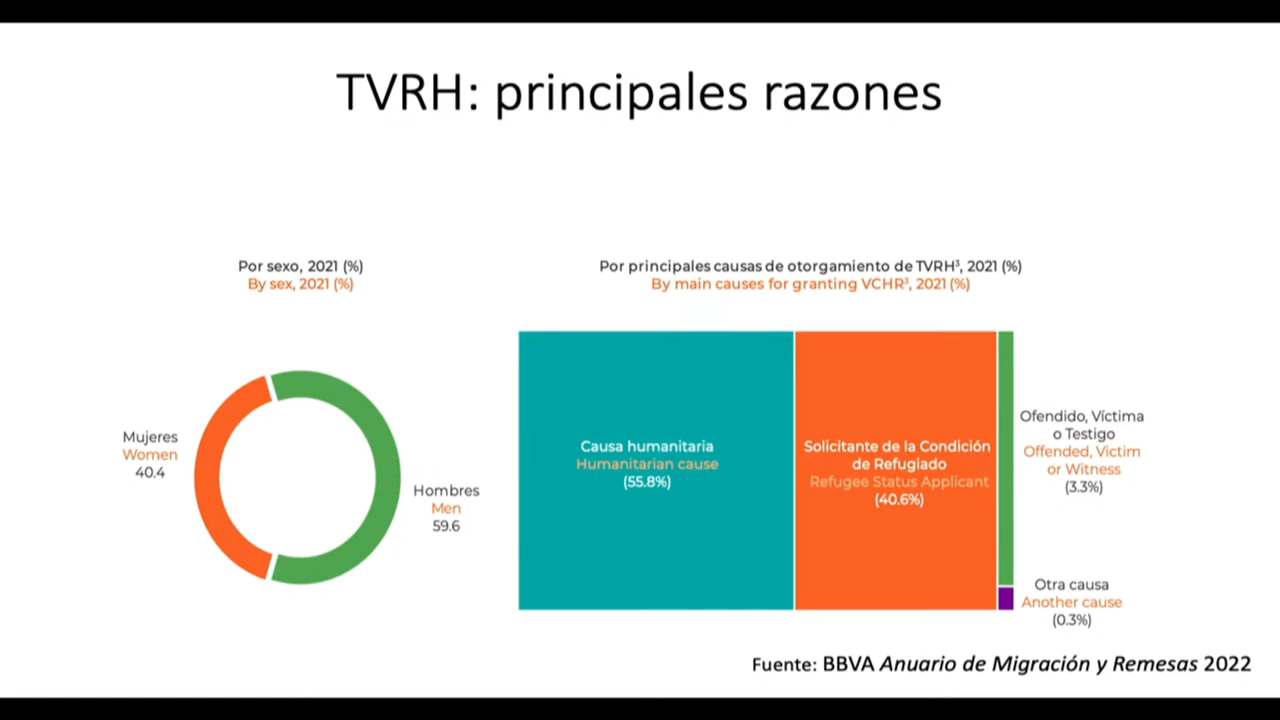 TVRH: principales razones
Por sexo, 2021 (%)
By sex, 2021 (%)
Mujeres
Women
40.4
Hombres
Men
59.6
Por principales causas de otorgamiento de TVRH³, 2021 (%)
By main causes for granting VCHR³, 2021 (%)
Causa humanitaria
Humanitarian cause
(55.8%)
Solicitante de la Condición
de Refugiado
Refugee Status Applicant
(40.6%)
Ofendido, Víctima
o Testigo
Offended, Victim
or Witness
(3.3%)
Otra causa
Another cause
(0.3%)
Fuente: BBVA Anuario de Migración y Remesas 2022